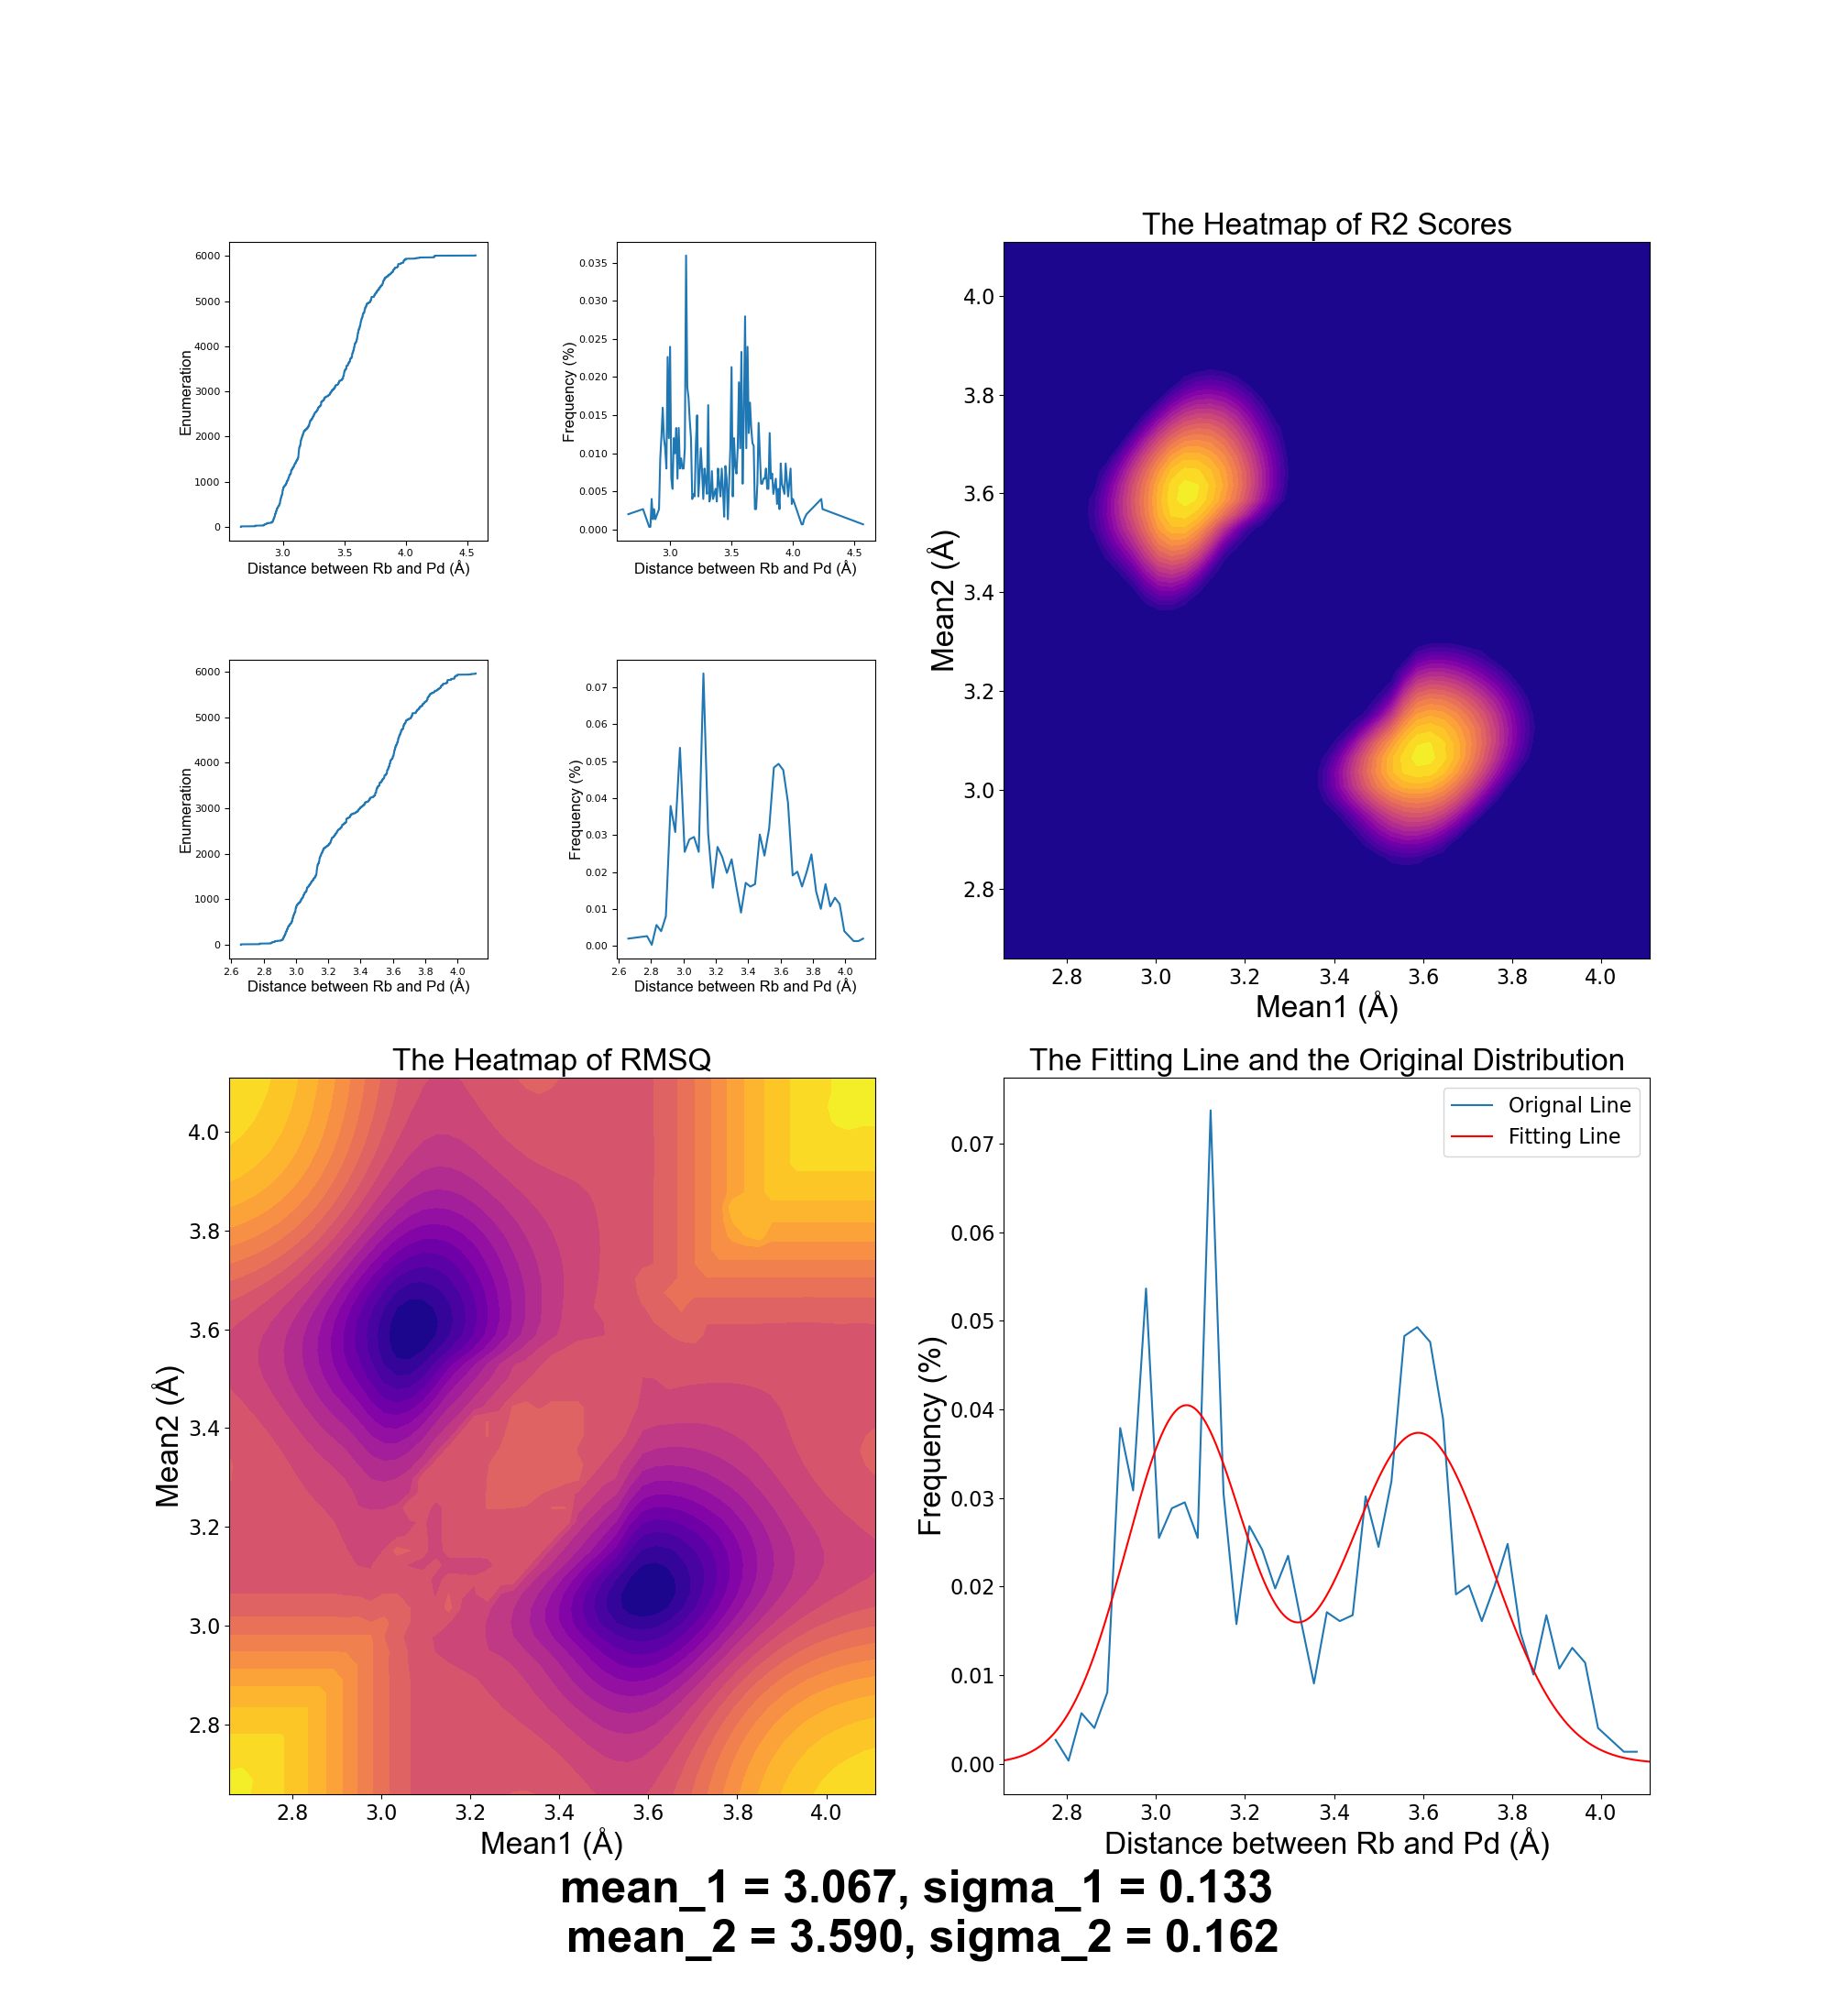 6000
5000
4000
3000
2000
1000
0
Enumeration
3.0 3.5 4.0 4.5
Distance between Rb and Pd (Å)
0.035
0.030
0.025
0.020
0.015
0.010
0.005
0.000
Frequency (%)
3.0 3.5 4.0 4.5
Distance between Rb and Pd (Å)
The Heatmap of R2 Scores
4.0
3.8
3.6
3.4
3.2
3.0
2.8
Mean2 (Å)
2.8 3.0 3.2 3.4 3.6 3.8 4.0
Mean1 (Å)
6000
5000
4000
3000
2000
1000
0
Enumeration
2.6 2.8 3.0 3.2 3.4 3.6 3.8 4.0
Distance between Rb and Pd (Å)
0.07
0.06
0.05
0.04
0.03
0.02
0.01
0.00
Frequency (%)
2.6 2.8 3.0 3.2 3.4 3.6 3.8 4.0
Distance between Rb and Pd (Å)
The Heatmap of RMSQ
4.0
3.8
3.6
3.4
3.2
3.0
2.8
Mean2 (Å)
2.8 3.0 3.2 3.4 3.6 3.8 4.0
Mean1 (Å)
The Fitting Line and the Original Distribution
Orignal Line
Fitting Line
0.07
0.06
0.05
0.04
0.03
0.02
0.01
0.00
Frequency (%)
2.8 3.0 3.2 3.4 3.6 3.8 4.0
Distance between Rb and Pd (Å)
mean_1 = 3.067, sigma_1 = 0.133
mean_2 = 3.590, sigma_2 = 0.162